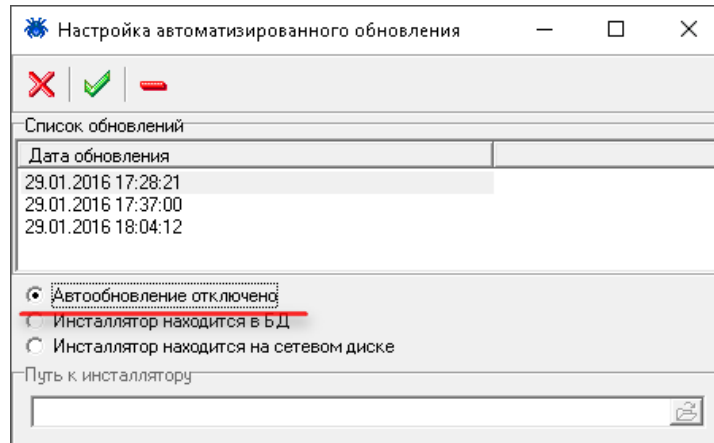 Настройка автоматизированного обновления
Список обновлений
Дата обновления
29.01.2016 17:28:21
29.01.2016 17:37:00
29.01.2016 18:04:12
Автообновление отключено
Инсталлятор находится в БД
Инсталлятор находится на сетевом диске
Путь к инсталлятору